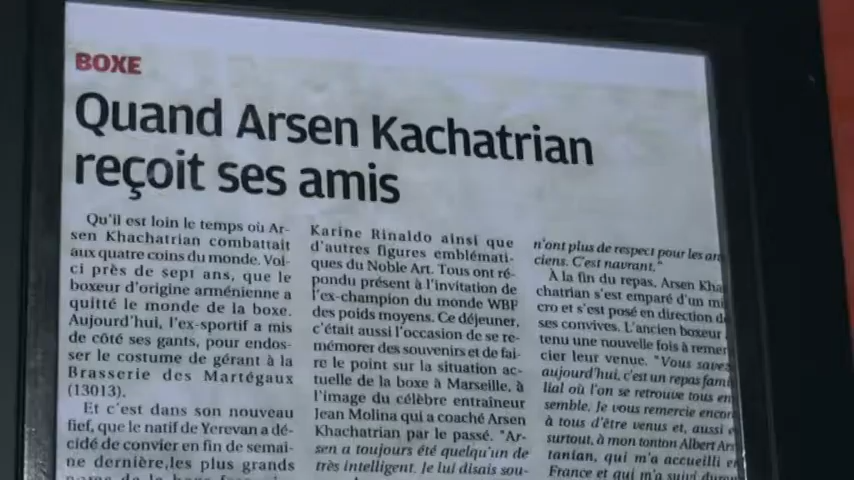 BOXE
Quand Arsen Kachatrian
reçoit ses amis
Qu'il est loin le temps où Ar-
sen Khachatrian combattait
aux quatre coins du monde. Voi-
ci près de sept ans, que le
boxeur d'origine arménienne a
quitté le monde de la boxe.
Aujourd'hui, l'ex-sportif a mis
de côté ses gants, pour endos-
ser le costume de gérant à la
Brasserie des Martégaux
(13013).
Et c'est dans son nouveau
fief, que le natif de Yerevan a dé-
cidé de convier en fin de semai-
ne dernière,les plus grands
Karine Rinaldo ainsi que
d'autres figures emblémati-
ques du Noble Art. Tous ont ré-
pondu présent à l'invitation de
l'ex-champion du monde WBF
des poids moyens. Ce déjeuner,
c'était aussi l'occasion de se re-
mémorer des souvenirs et de fai-
re le point sur la situation ac-
tuelle de la boxe à Marseille, à
l'image du célèbre entraîneur
Jean Molina qui a coaché Arsen
Khachatrian par le passé. "Ar-
sen a toujours été quelqu'un de
très intelligent. Je lui disais sou-
n'ont plus de respect pour les an
ciens. C'est navrant."
À la fin du repas, Arsen Kha
chatrian s'est emparé d'un mi
cro et s'est posé en direction de
ses convives. L'ancien boxeur
tenu une nouvelle fois à remer
cier leur venue. "Vous savez
aujourd'hui, c'est un repas fami
lial où l'on se retrouve tous en
semble. Je vous remercie encor
à tous d'être venus et, aussi e
surtout, à mon tonton Albert Ars
tanian, qui m'a accueilli e
France et qui m'a suivi